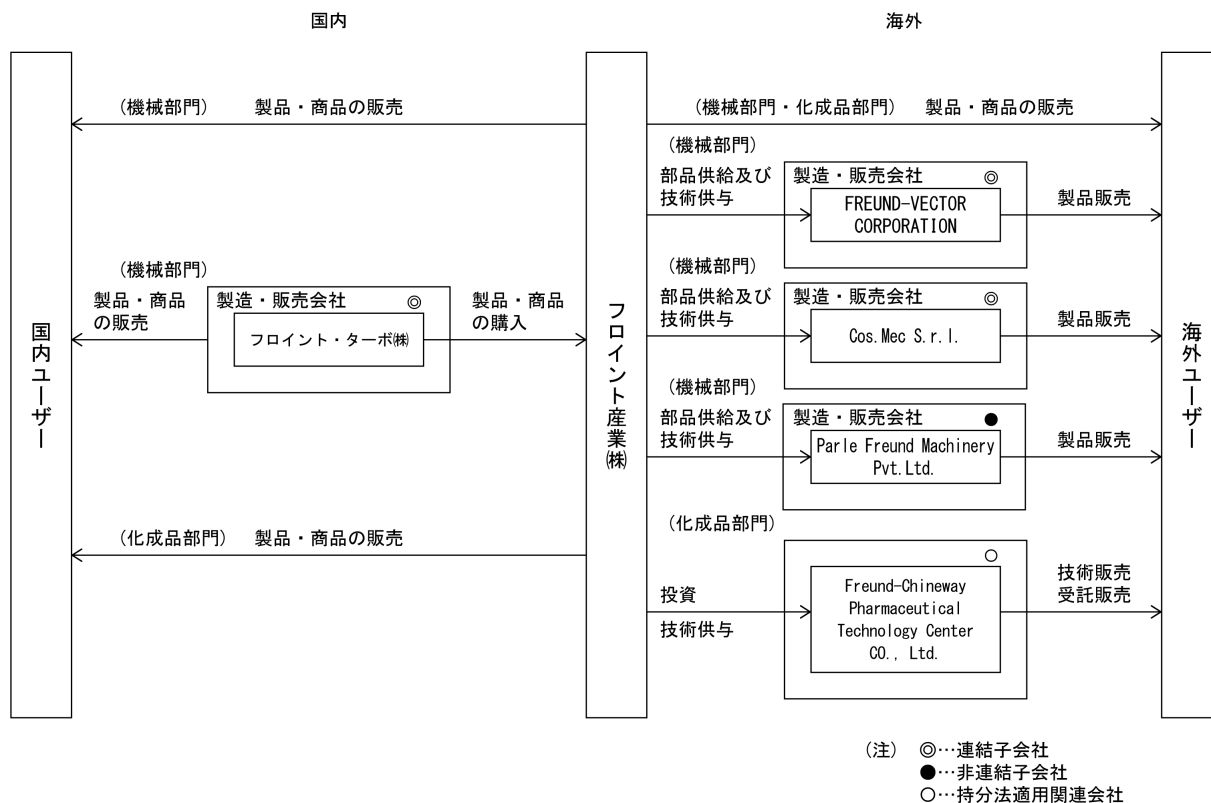 国内
海外
国内ユーザー
フロイント産業㈱
海外ユーザー
（機械部門）　製品・商品の販売
（機械部門）
製品・商品
の販売
製造・販売会社　◎
フロイント・ターボ㈱
製品・商品
の購入
（化成品部門）　製品・商品の販売
（機械部門・化成品部門）　製品・商品の販売
（機械部門）
部品供給及び
技術供与
製造・販売会社　◎
FREUND-VECTOR
CORPORATION
製品販売
（機械部門）
部品供給及び
技術供与
製造・販売会社　◎
Cos.Mec S.r.l.
製品販売
（機械部門）
部品供給及び
技術供与
製造・販売会社　●
Parle Freund Machinery
Pvt.Ltd.
製品販売
（化成品部門）
投資
技術供与
○
Freund-Chineway
Pharmaceutical
Technology Center
CO., Ltd.
技術販売
受託販売
（注）　◎…連結子会社
●…非連結子会社
○…持分法適用関連会社